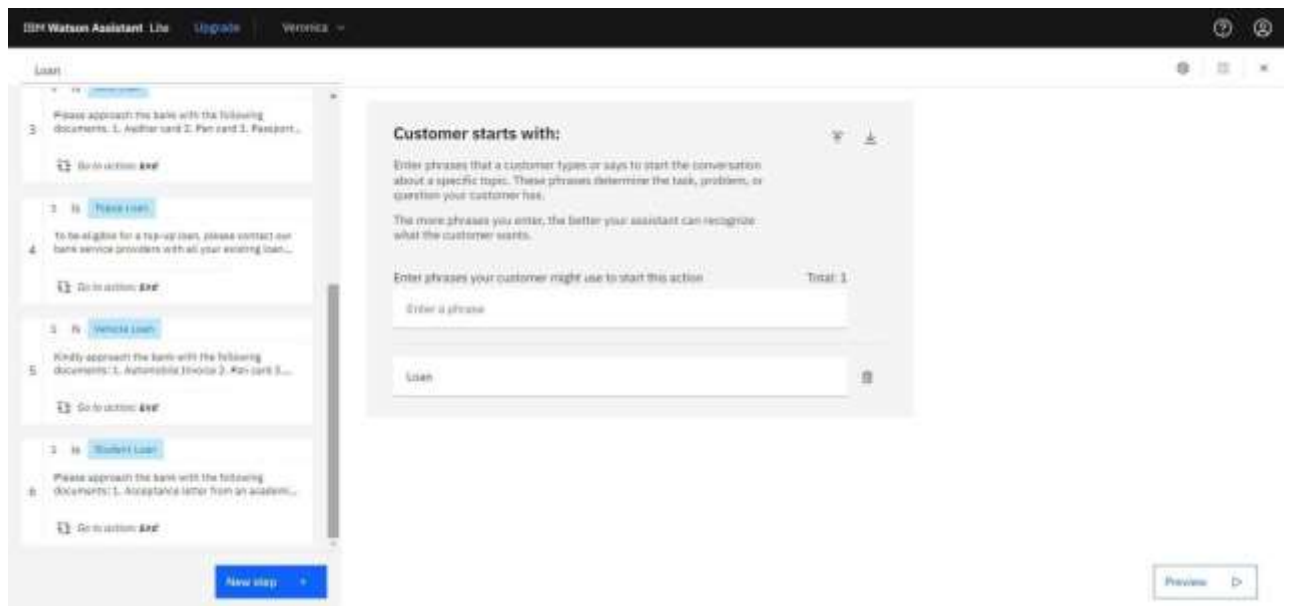 IBM Watson Assistant Lite Upgrade Veronica
Loan
3
Please approach the bank with the following
documents. 1. Aadhar card 2. Pan card 3. Passport...
Go to action: End
1 is
4
To be eligible for a top-up loan, please contact our
bank service providers with all your existing loan...
Go to action: End
1 is Vehicle Loan
5
Kindly approach the bank with the following
documents: 1. Automobile Invoice 2. Pan card 3....
Go to action: End
1 is Student Loan
6
Please approach the bank with the following
documents: 1. Acceptance letter from an academi...
Go to action: End
New step +
Customer starts with:
Enter phrases that a customer types or says to start the conversation
about a specific topic. These phrases determine the task, problem, or
question your customer has.
The more phrases you enter, the better your assistant can recognize
what the customer wants.
Enter phrases your customer might use to start this action Total: 1
Enter a phrase
Loan
Preview